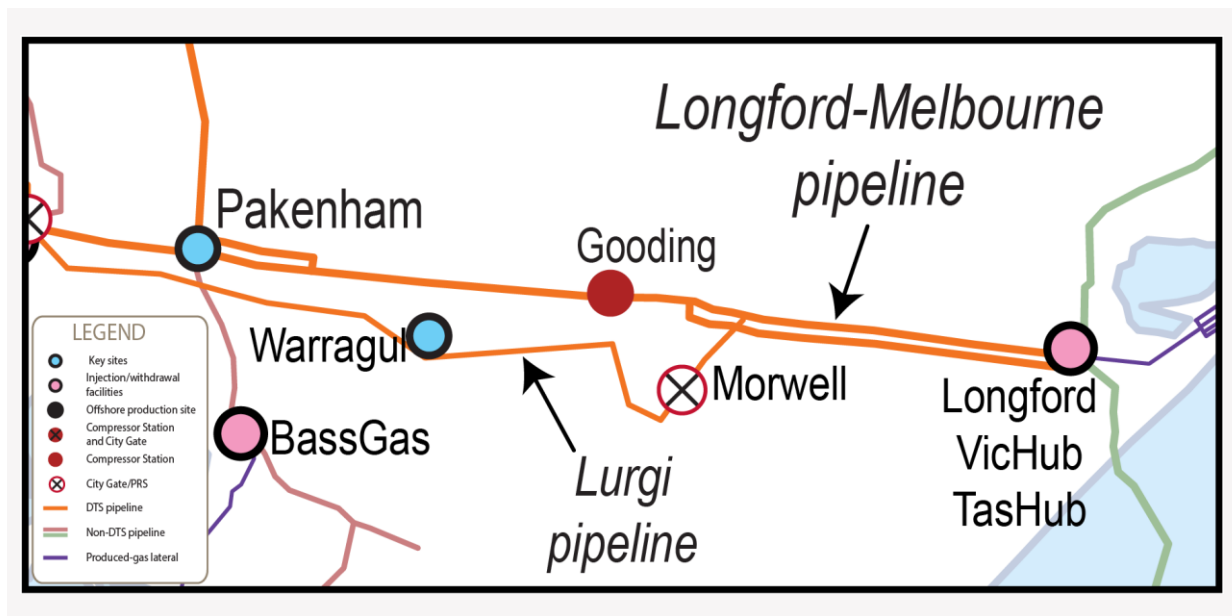 Longford-Melbourne
pipeline
Pakenham
Gooding
Warragul
Morwell
Longford
VicHub
TasHub
BassGas
Lurgi
pipeline
LEGEND
Key sites
Injection/withdrawal
facilities
Offshore production site
Compressor Station
and City Gate
Compressor Station
City Gate/PRS
DTS pipeline
Non-DTS pipeline
Produced-gas lateral